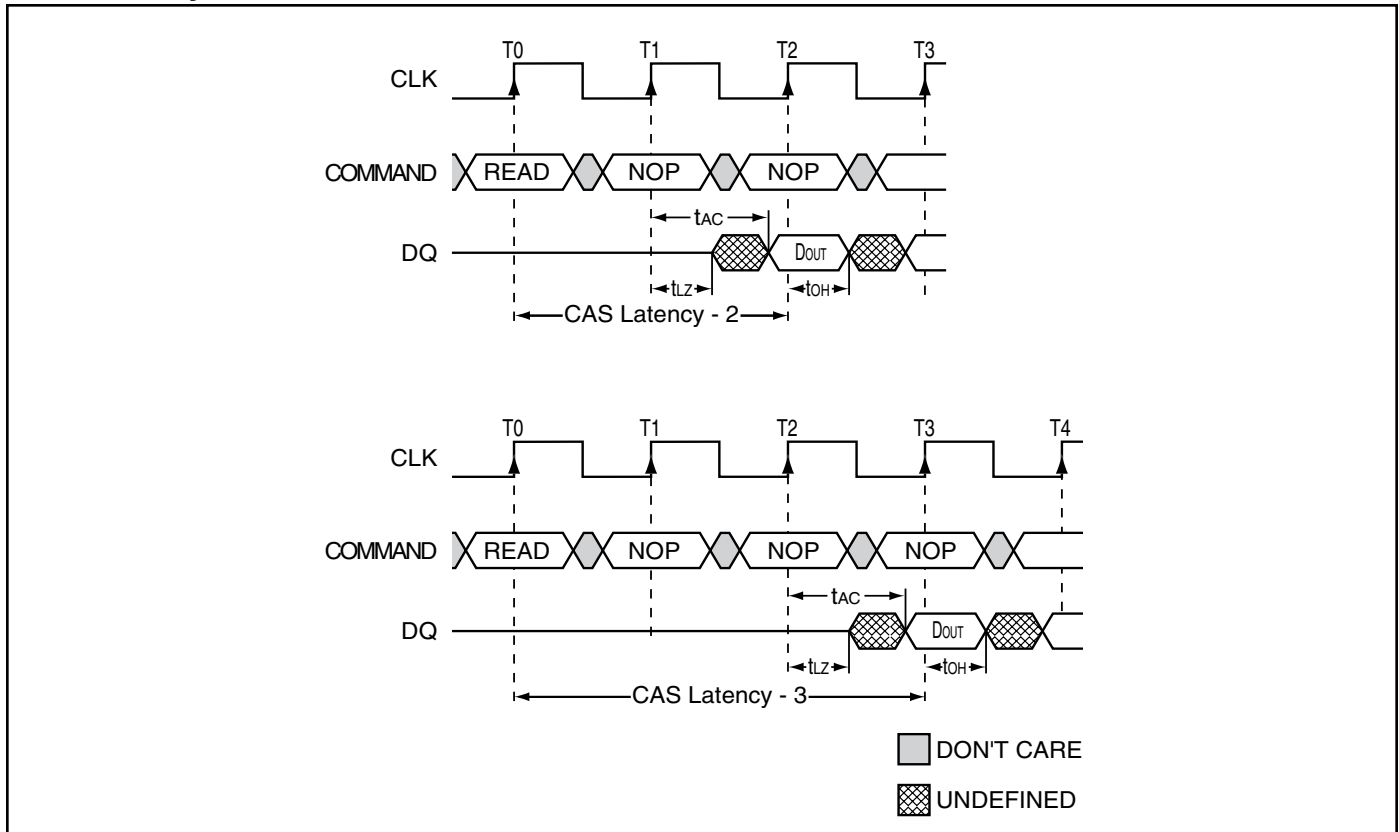 T0 T1 T2 T3
CLK
COMMAND READ NOP NOP
tAC
DQ DOUT
tLZ tOH
CAS Latency - 2
T0 T1 T2 T3 T4
CLK
COMMAND READ NOP NOP NOP
tAC
DQ DOUT
tLZ tOH
CAS Latency - 3
DON'T CARE
UNDEFINED